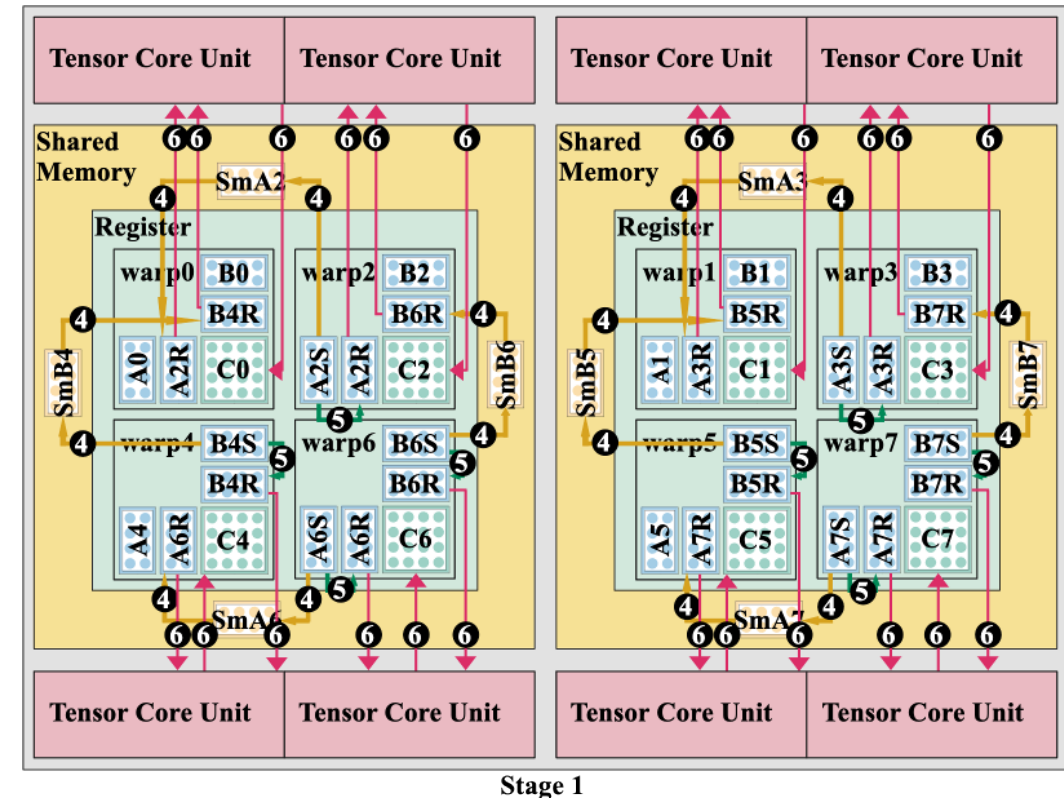 Tensor Core Unit Tensor Core Unit Tensor Core Unit Tensor Core Unit
6 6 6 6 6 6 6 6 6 6 6 6
Shared Memory Shared Memory
SmA2 SmA3
4 4 4 4
Register Register
warp0 B0 warp2 B2 warp1 B1 warp3 B3
4 B4R B6R 4 4 B5R B7R 4
SmB4 A0 A2R C0 A2S A2R C2 SmB6 SmB5 A1 A3R C1 A3S A3R C3 SmB7
5 5
warp4 B4S warp6 B6S warp5 B5S warp7 B7S
4 5 4 5 4 5 4 5
B4R B6R B5R B7R
A4 A6R C4 A6S A6R C6 A5 A7R C5 A7S A7R C7
5 5
4 4 4 4
SmA6 SmA7
6 6 6 6 6 6 6 6 6 6 6 6
Tensor Core Unit Tensor Core Unit Tensor Core Unit Tensor Core Unit
Stage 1